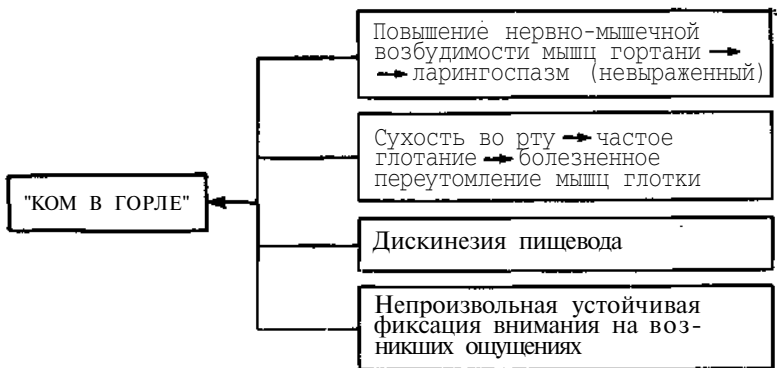 Повышение нервно-мышечной
возбудимости мышц гортани →
→ ларингоспазм (невыраженный)
Сухость во рту → частое
глотание → болезненное
переутомление мышц глотки
"КОМ В ГОРЛЕ"
Дискинезия пищевода
Непроизвольная устойчивая
фиксация внимания на воз-
никших ощущениях